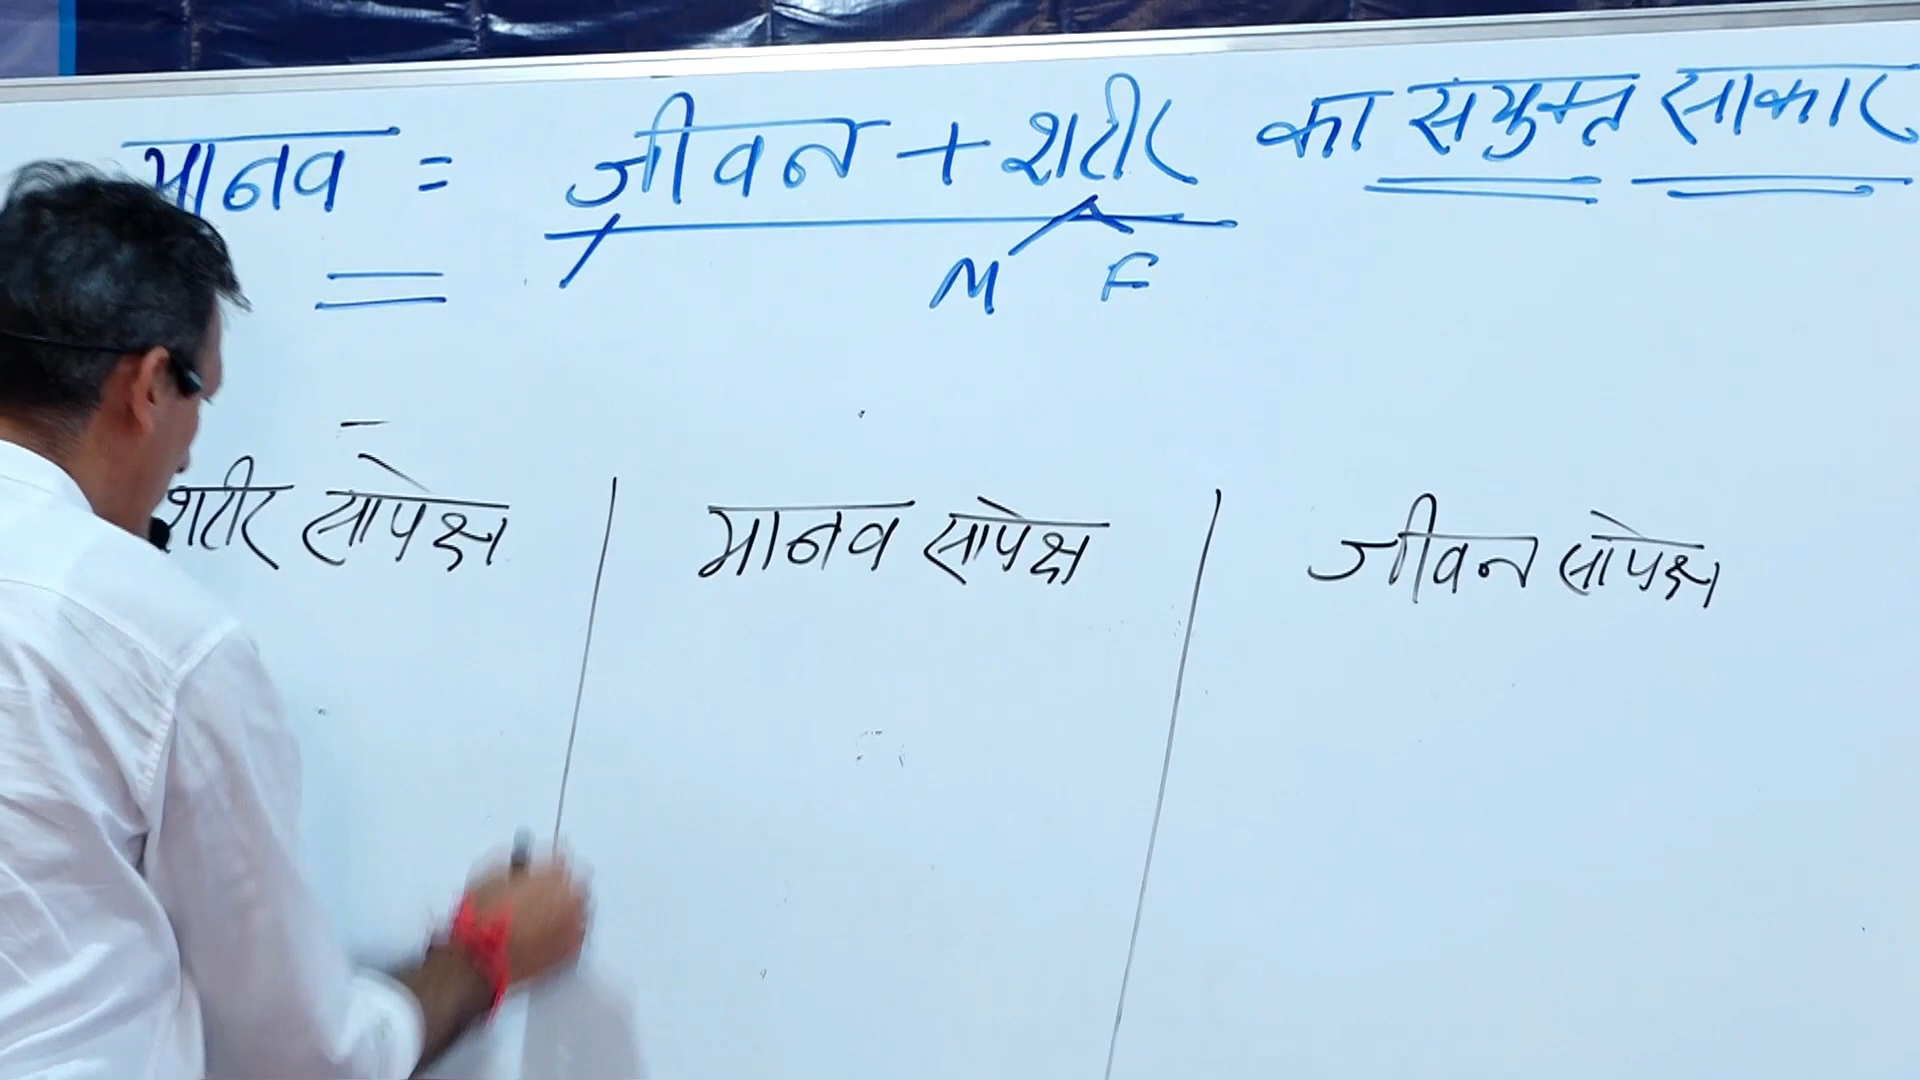 मानव = जीवन + शरीर का संयुक्त साकार
M F
शरीर सापेक्ष मानव सापेक्ष जीवन सापेक्ष